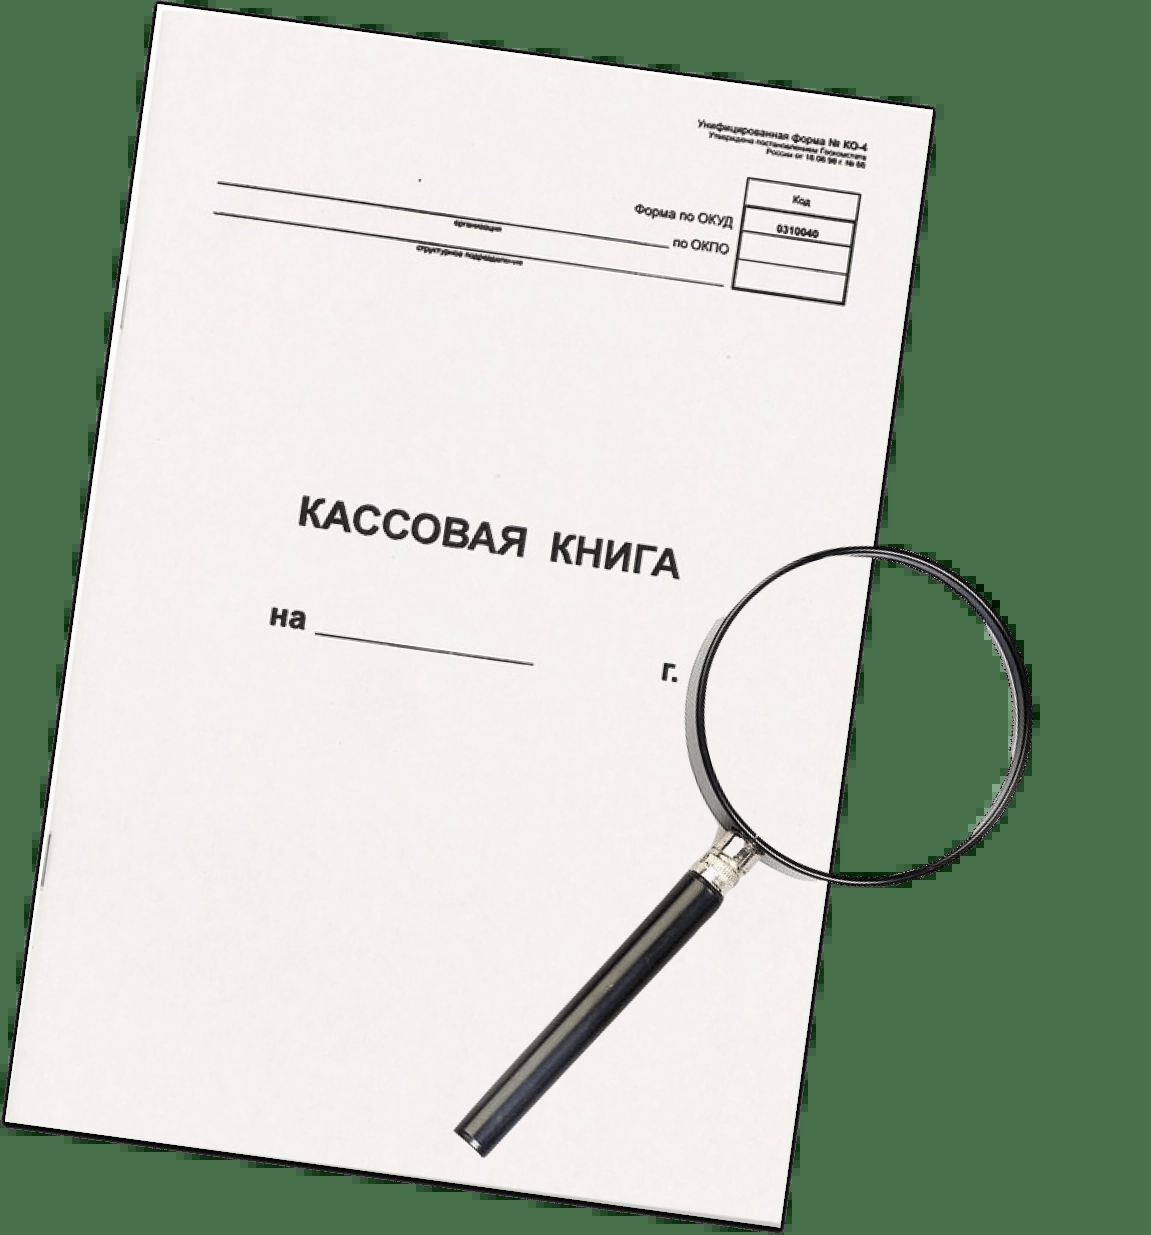 Унифицированная форма № КО-4
Утверждена постановлением Госкомстата
России от 18.08.98 г. № 88
Код
Форма по ОКУД
0310040
организация
по ОКПО
структурное подразделение
КАССОВАЯ КНИГА
на
г.